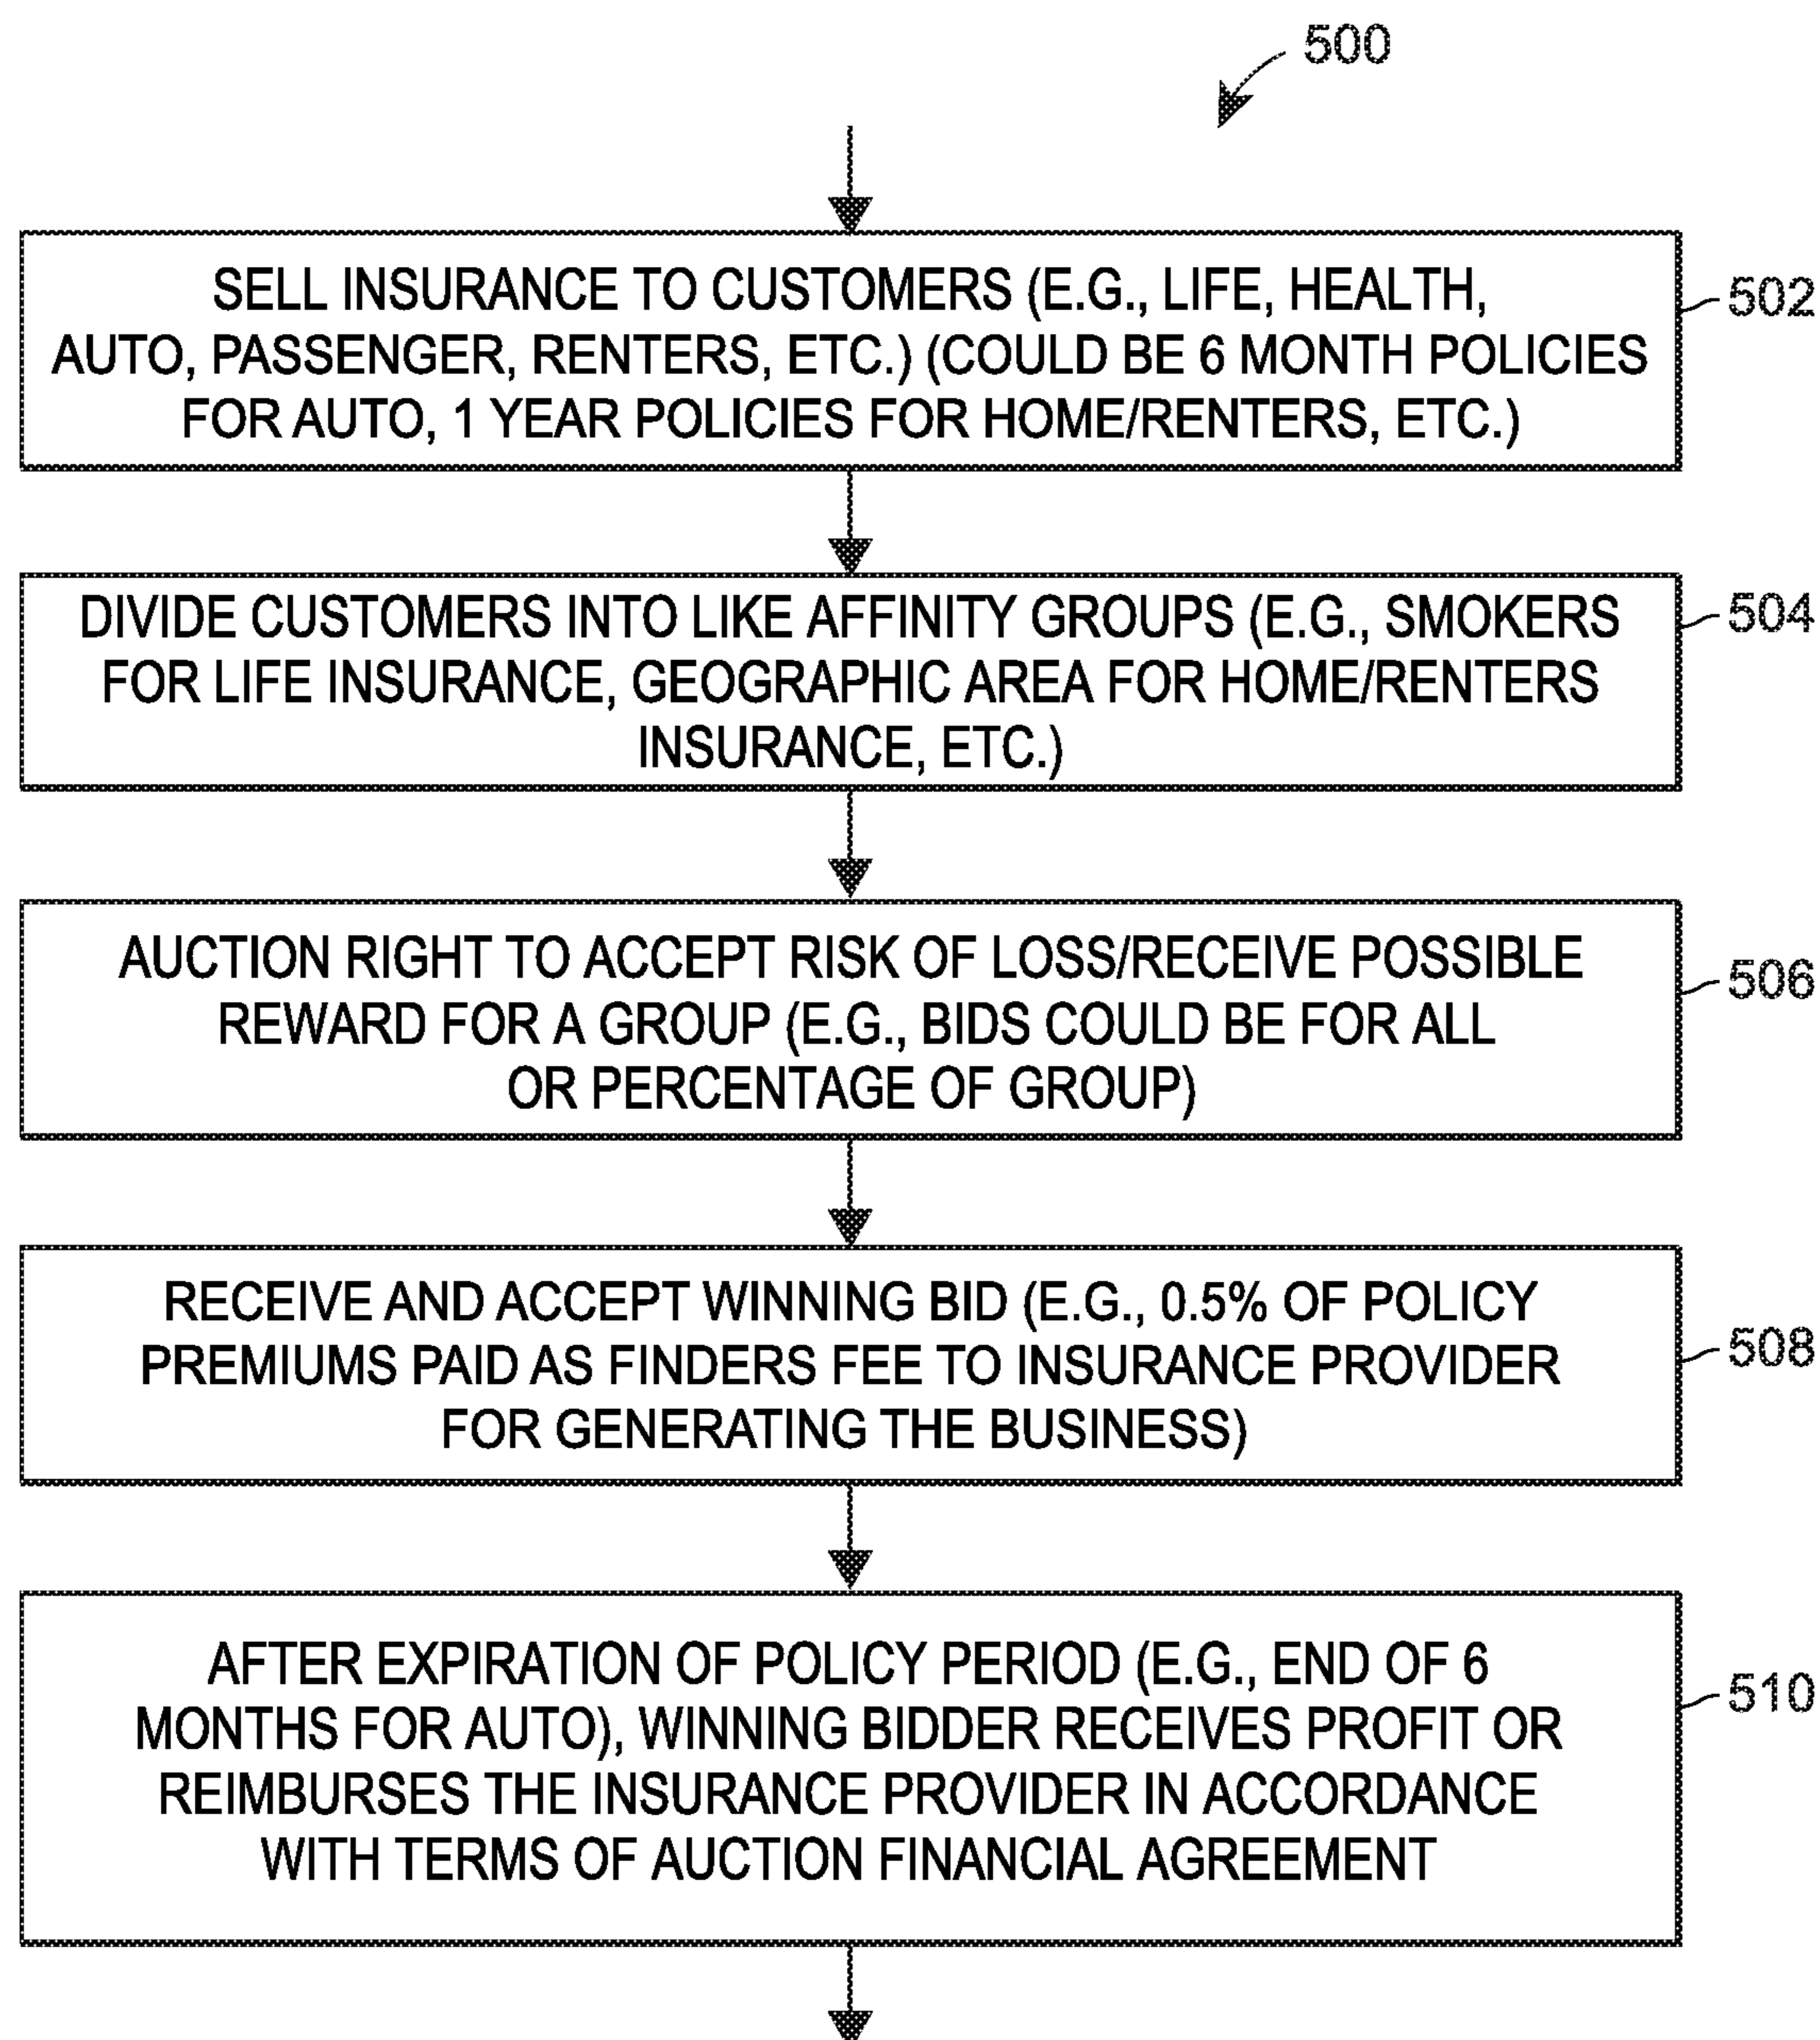 500
SELL INSURANCE TO CUSTOMERS (E.G., LIFE, HEALTH,
AUTO, PASSENGER, RENTERS, ETC.) (COULD BE 6 MONTH POLICIES
FOR AUTO, 1 YEAR POLICIES FOR HOME/RENTERS, ETC.)
502
DIVIDE CUSTOMERS INTO LIKE AFFINITY GROUPS (E.G., SMOKERS
FOR LIFE INSURANCE, GEOGRAPHIC AREA FOR HOME/RENTERS
INSURANCE, ETC.)
504
AUCTION RIGHT TO ACCEPT RISK OF LOSS/RECEIVE POSSIBLE
REWARD FOR A GROUP (E.G., BIDS COULD BE FOR ALL
OR PERCENTAGE OF GROUP)
506
RECEIVE AND ACCEPT WINNING BID (E.G., 0.5% OF POLICY
PREMIUMS PAID AS FINDERS FEE TO INSURANCE PROVIDER
FOR GENERATING THE BUSINESS)
508
AFTER EXPIRATION OF POLICY PERIOD (E.G., END OF 6
MONTHS FOR AUTO), WINNING BIDDER RECEIVES PROFIT OR
REIMBURSES THE INSURANCE PROVIDER IN ACCORDANCE
WITH TERMS OF AUCTION FINANCIAL AGREEMENT
510